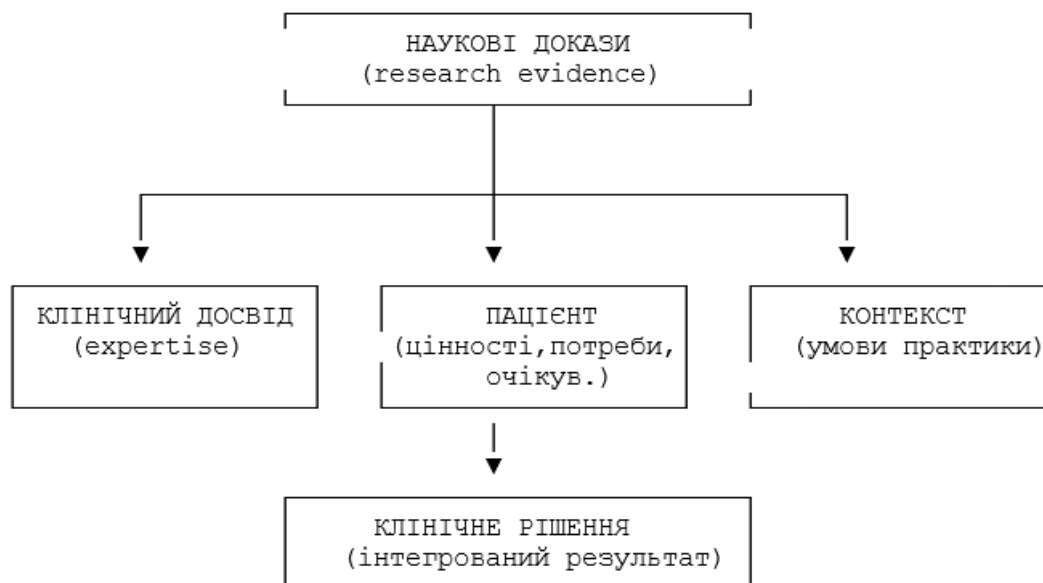 НАУКОВІ ДОКАЗИ
(research evidence)
КЛІНІЧНИЙ ДОСВІД
(expertise)
ПАЦІЄНТ
(цінності,потреби,
очікув.)
КОНТЕКСТ
(умови практики)
КЛІНІЧНЕ РІШЕННЯ
(інтегрований результат)